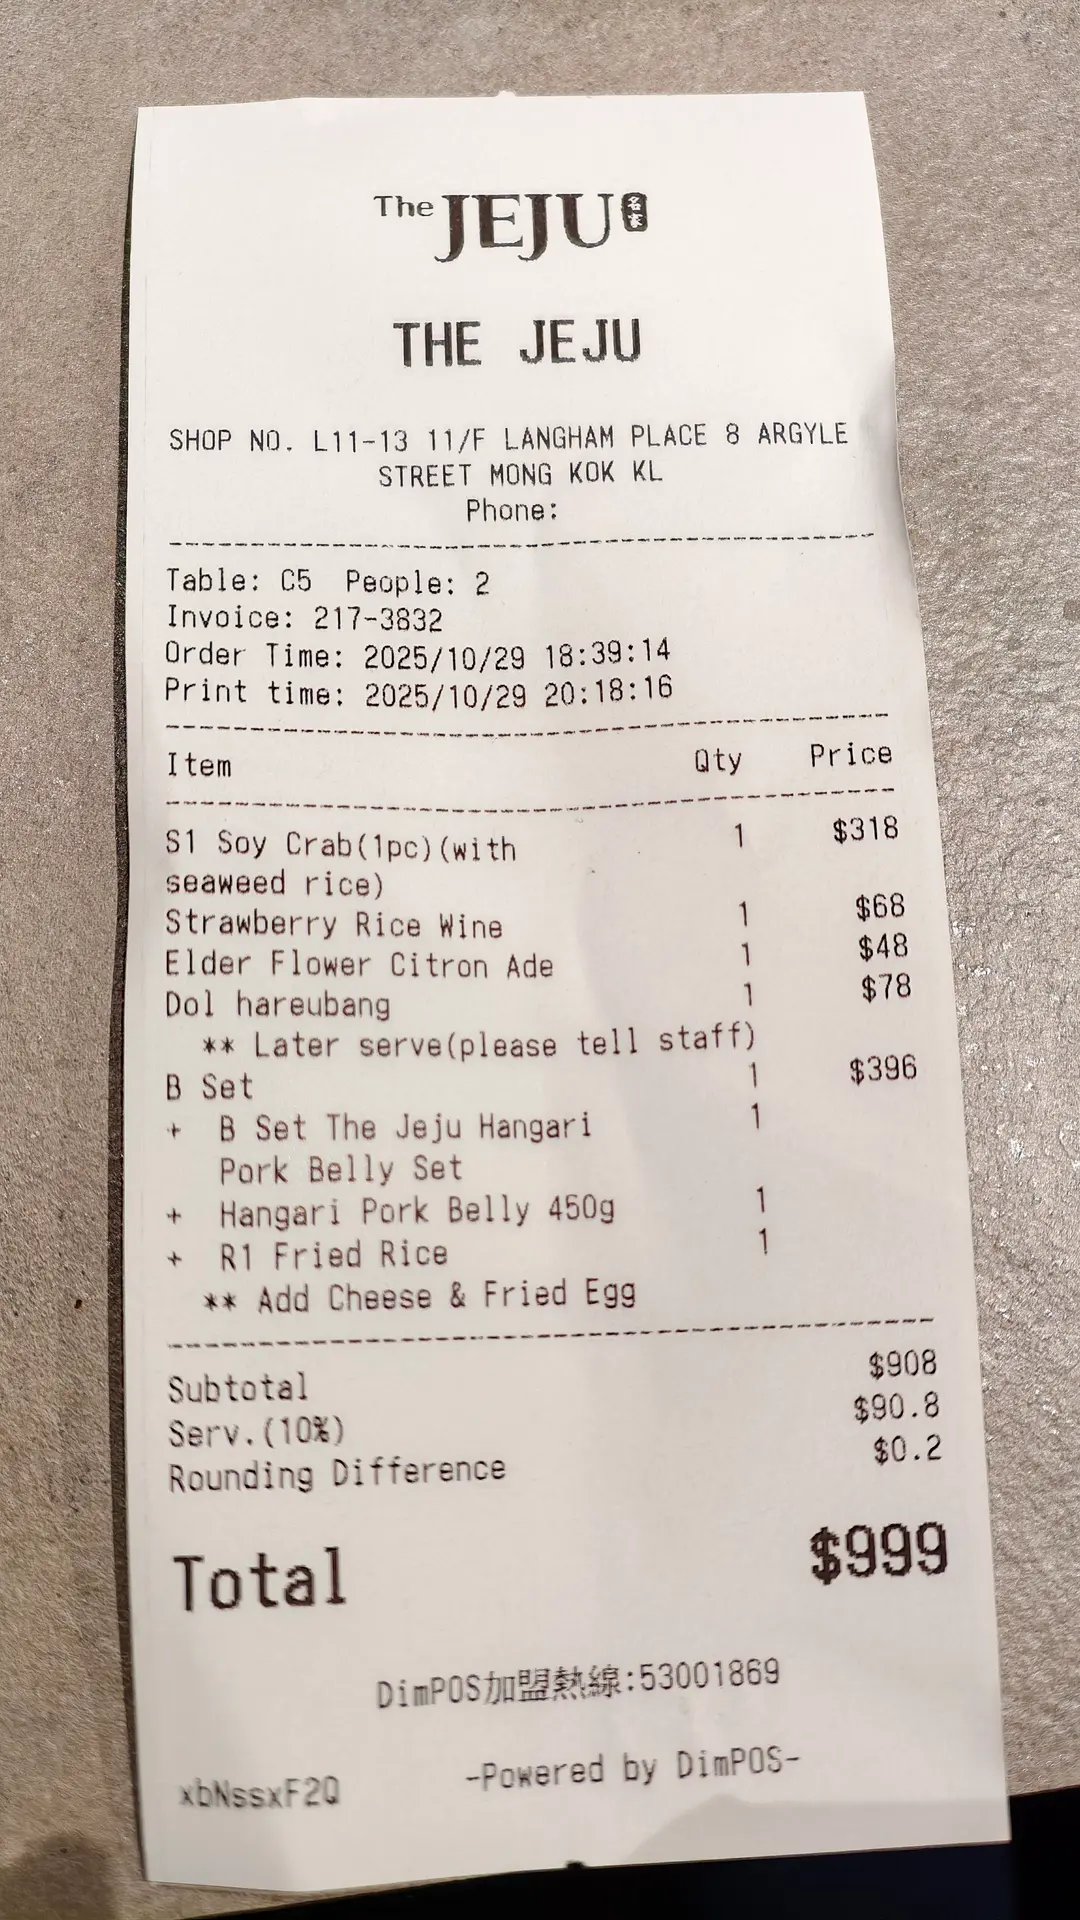 The JEJU 名家
THE JEJU
SHOP NO. L11-13 11/F LANGHAM PLACE 8 ARGYLE
STREET MONG KOK KL
Phone:
Table: C5 People: 2
Invoice: 217-3832
Order Time: 2025/10/29 18:39:14
Print time: 2025/10/29 20:18:16
Item Qty Price
S1 Soy Crab(1pc)(with 1 $318
seaweed rice)
Strawberry Rice Wine 1 $68
Elder Flower Citron Ade 1 $48
Dol hareubang 1 $78
** Later serve(please tell staff)
B Set 1 $396
+ B Set The Jeju Hangari 1
Pork Belly Set
+ Hangari Pork Belly 450g 1
+ R1 Fried Rice 1
** Add Cheese & Fried Egg
Subtotal $908
Serv.(10%) $90.8
Rounding Difference $0.2
Total $999
DimPOS加盟熱線:53001869
-Powered by DimPOS-
xbNssxF2Q